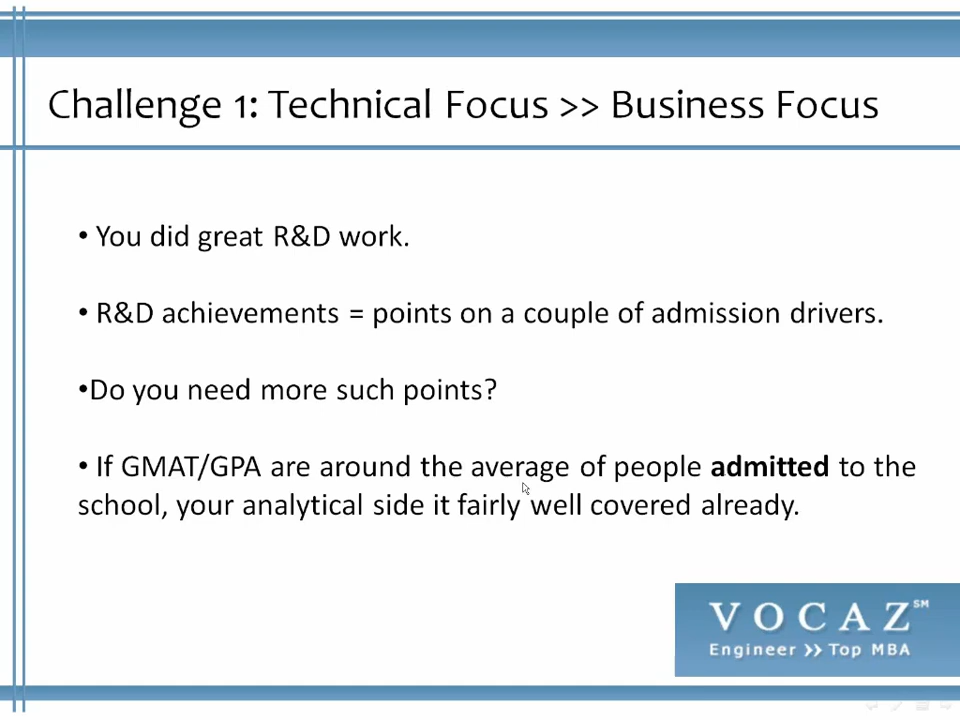 Challenge 1: Technical Focus >> Business Focus
• You did great R&D work.
• R&D achievements = points on a couple of admission drivers.
•Do you need more such points?
• If GMAT/GPA are around the average of people admitted to the
school, your analytical side it fairly well covered already.
VOCAZ SM
Engineer >> Top MBA